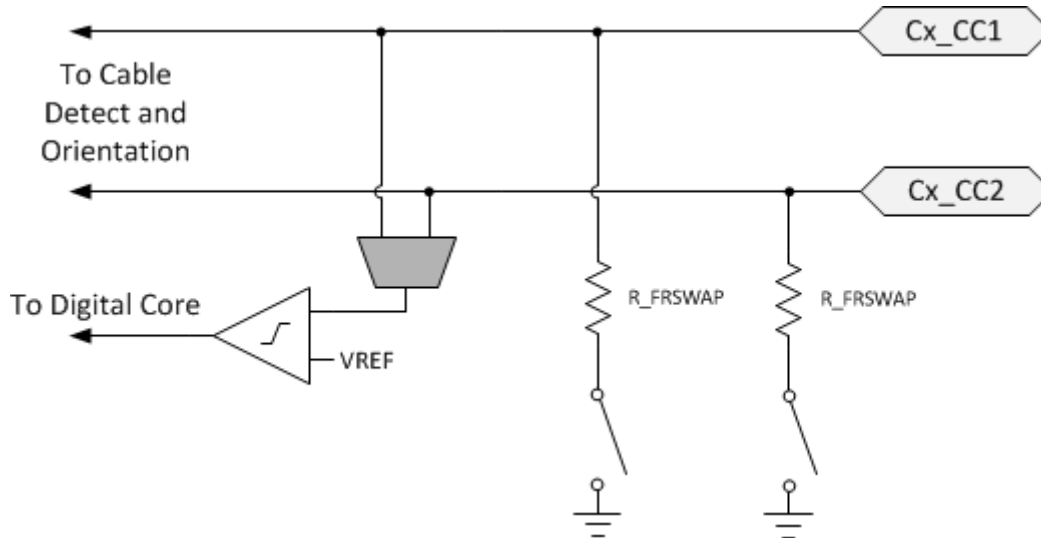 Cx_CC1
To Cable
Detect and
Orientation
Cx_CC2
To Digital Core
R_FRSWAP
R_FRSWAP
VREF